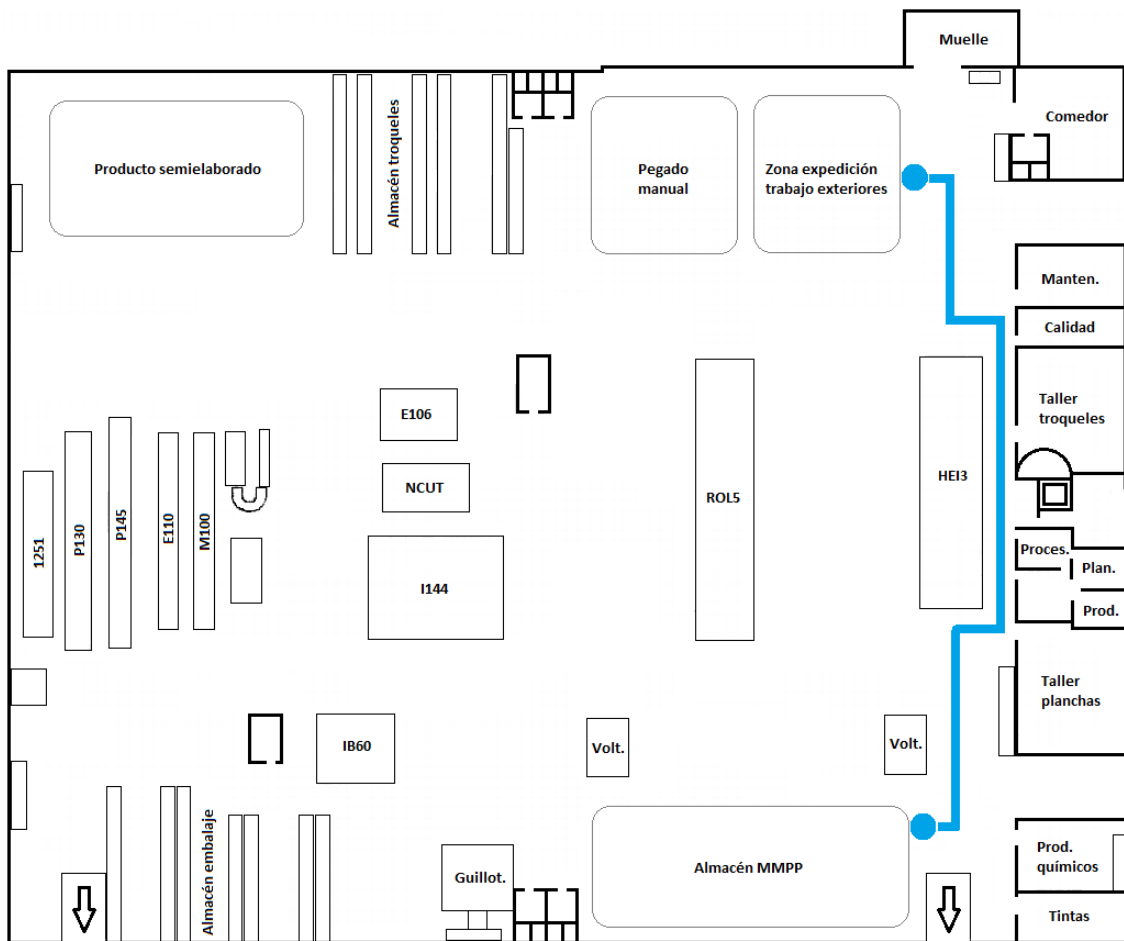 Muelle
Comedor
Producto semielaborado
Almacén troqueles
Pegado
manual
Zona expedición
trabajo exteriores
Manten.
Calidad
Taller
troqueles
E106
NCUT
ROL5
HEI3
1251
P130
P145
E110
M100
I144
Proces.
Plan.
Prod.
Taller
planchas
IB60
Volt.
Volt.
Almacén embalaje
Guillot.
Almacén MMPP
Prod.
químicos
Tintas